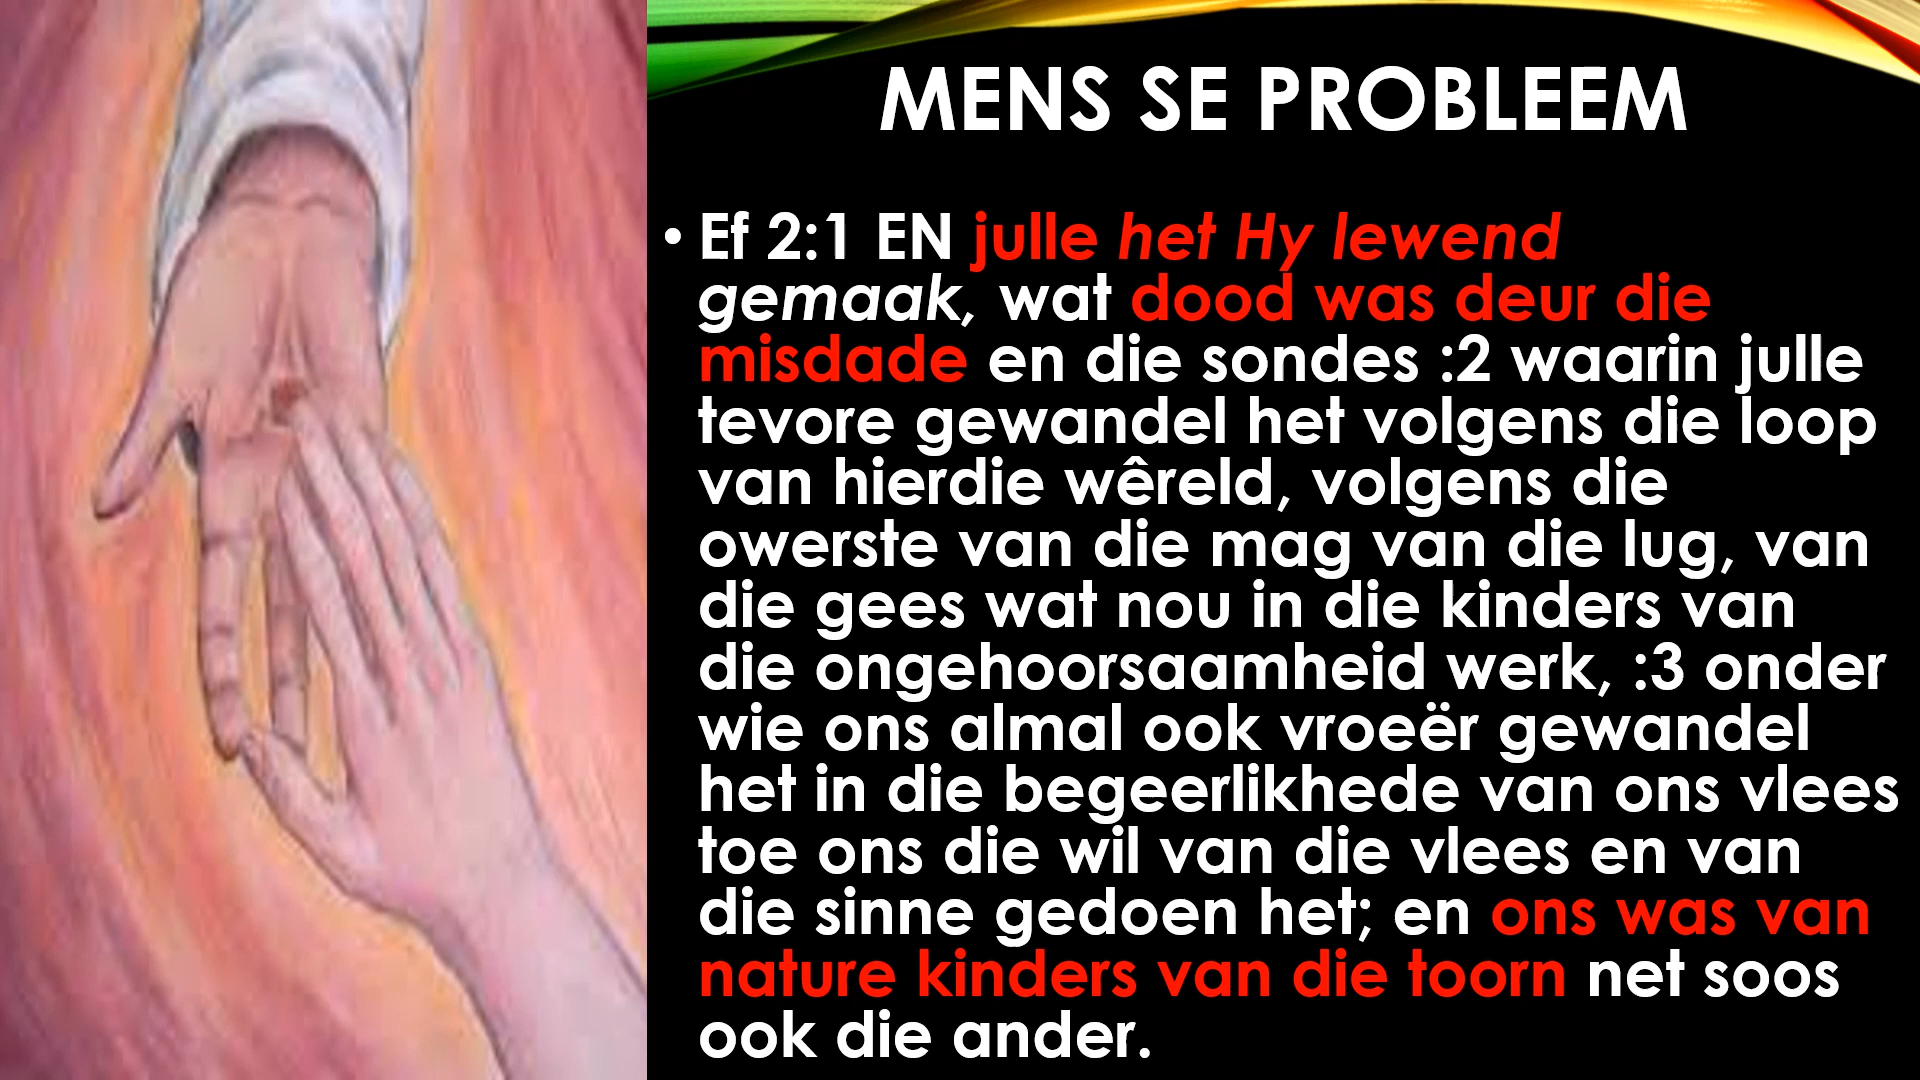 MENS SE PROBLEEM
• Ef 2:1 EN julle het Hy lewend
gemaak, wat dood was deur die
misdade en die sondes :2 waarin julle
tevore gewandel het volgens die loop
van hierdie wêreld, volgens die
owerste van die mag van die lug, van
die gees wat nou in die kinders van
die ongehoorsaamheid werk, :3 onder
wie ons almal ook vroeër gewandel
het in die begeerlikhede van ons vlees
toe ons die wil van die vlees en van
die sinne gedoen het; en ons was van
nature kinders van die toorn net soos
ook die ander.